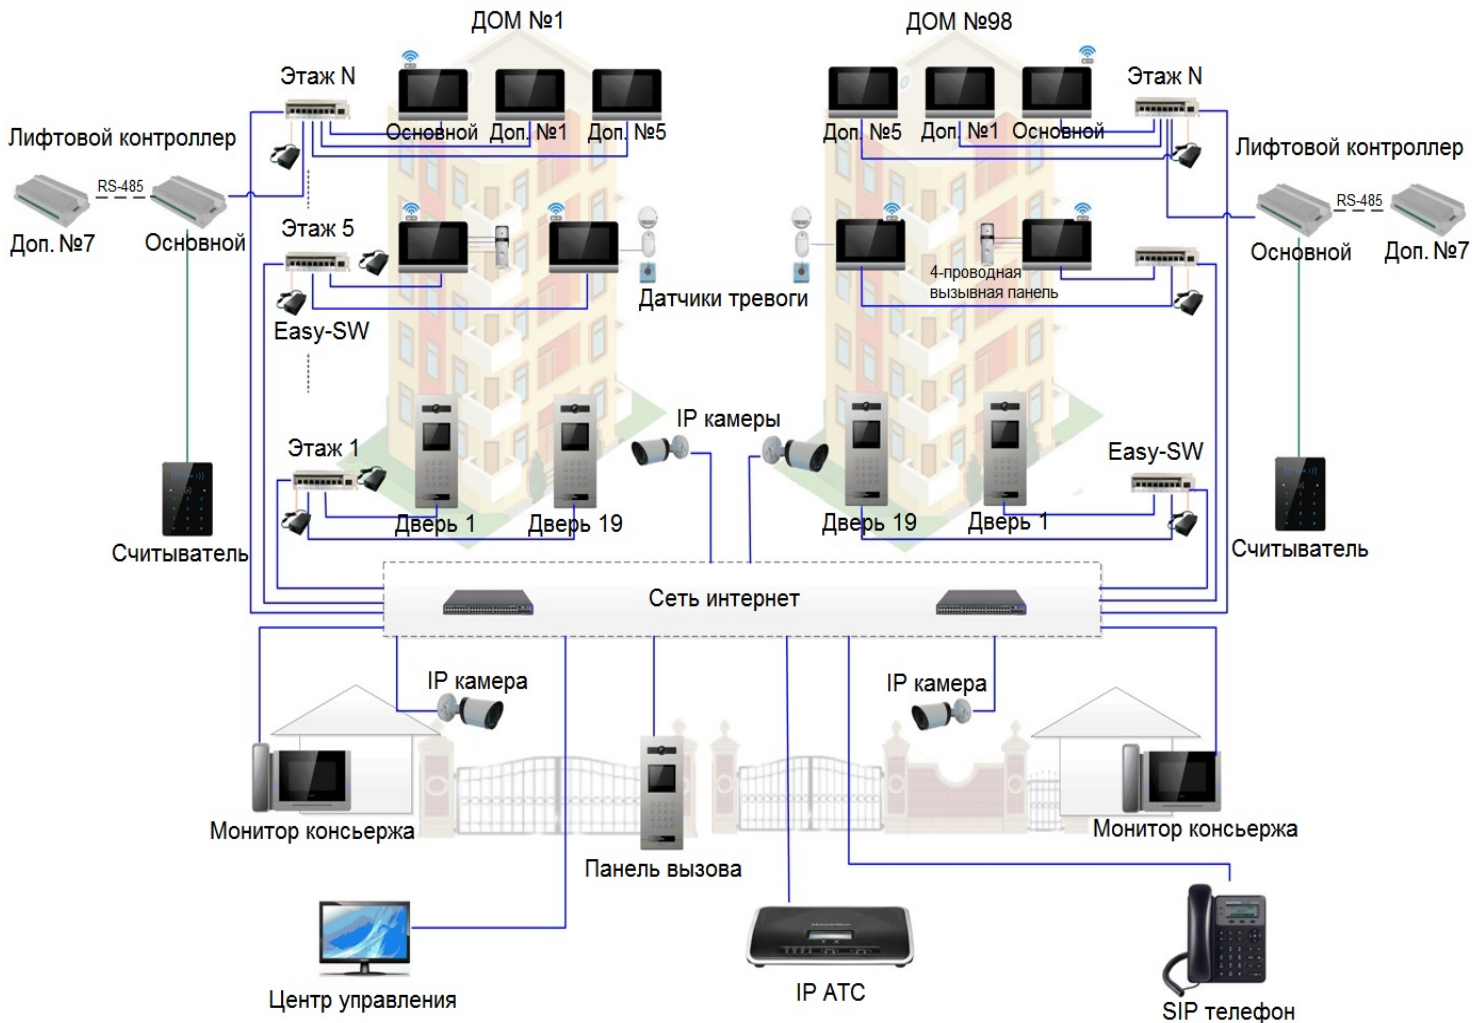 ДОМ №1
ДОМ №98
Этаж N
Этаж N
Основной
Доп. №1
Доп. №5
Доп. №5
Доп. №1
Основной
Лифтовой контроллер
Лифтовой контроллер
RS-485
RS-485
Доп. №7
Основной
Основной
Доп. №7
Этаж 5
4-проводная
вызывная панель
Датчики тревоги
Easy-SW
IP камеры
Этаж 1
Easy-SW
Дверь 1
Дверь 19
Дверь 19
Дверь 1
Считыватель
Считыватель
Сеть интернет
IP камера
IP камера
Монитор консьержа
Монитор консьержа
Панель вызова
Центр управления
IP АТС
SIP телефон